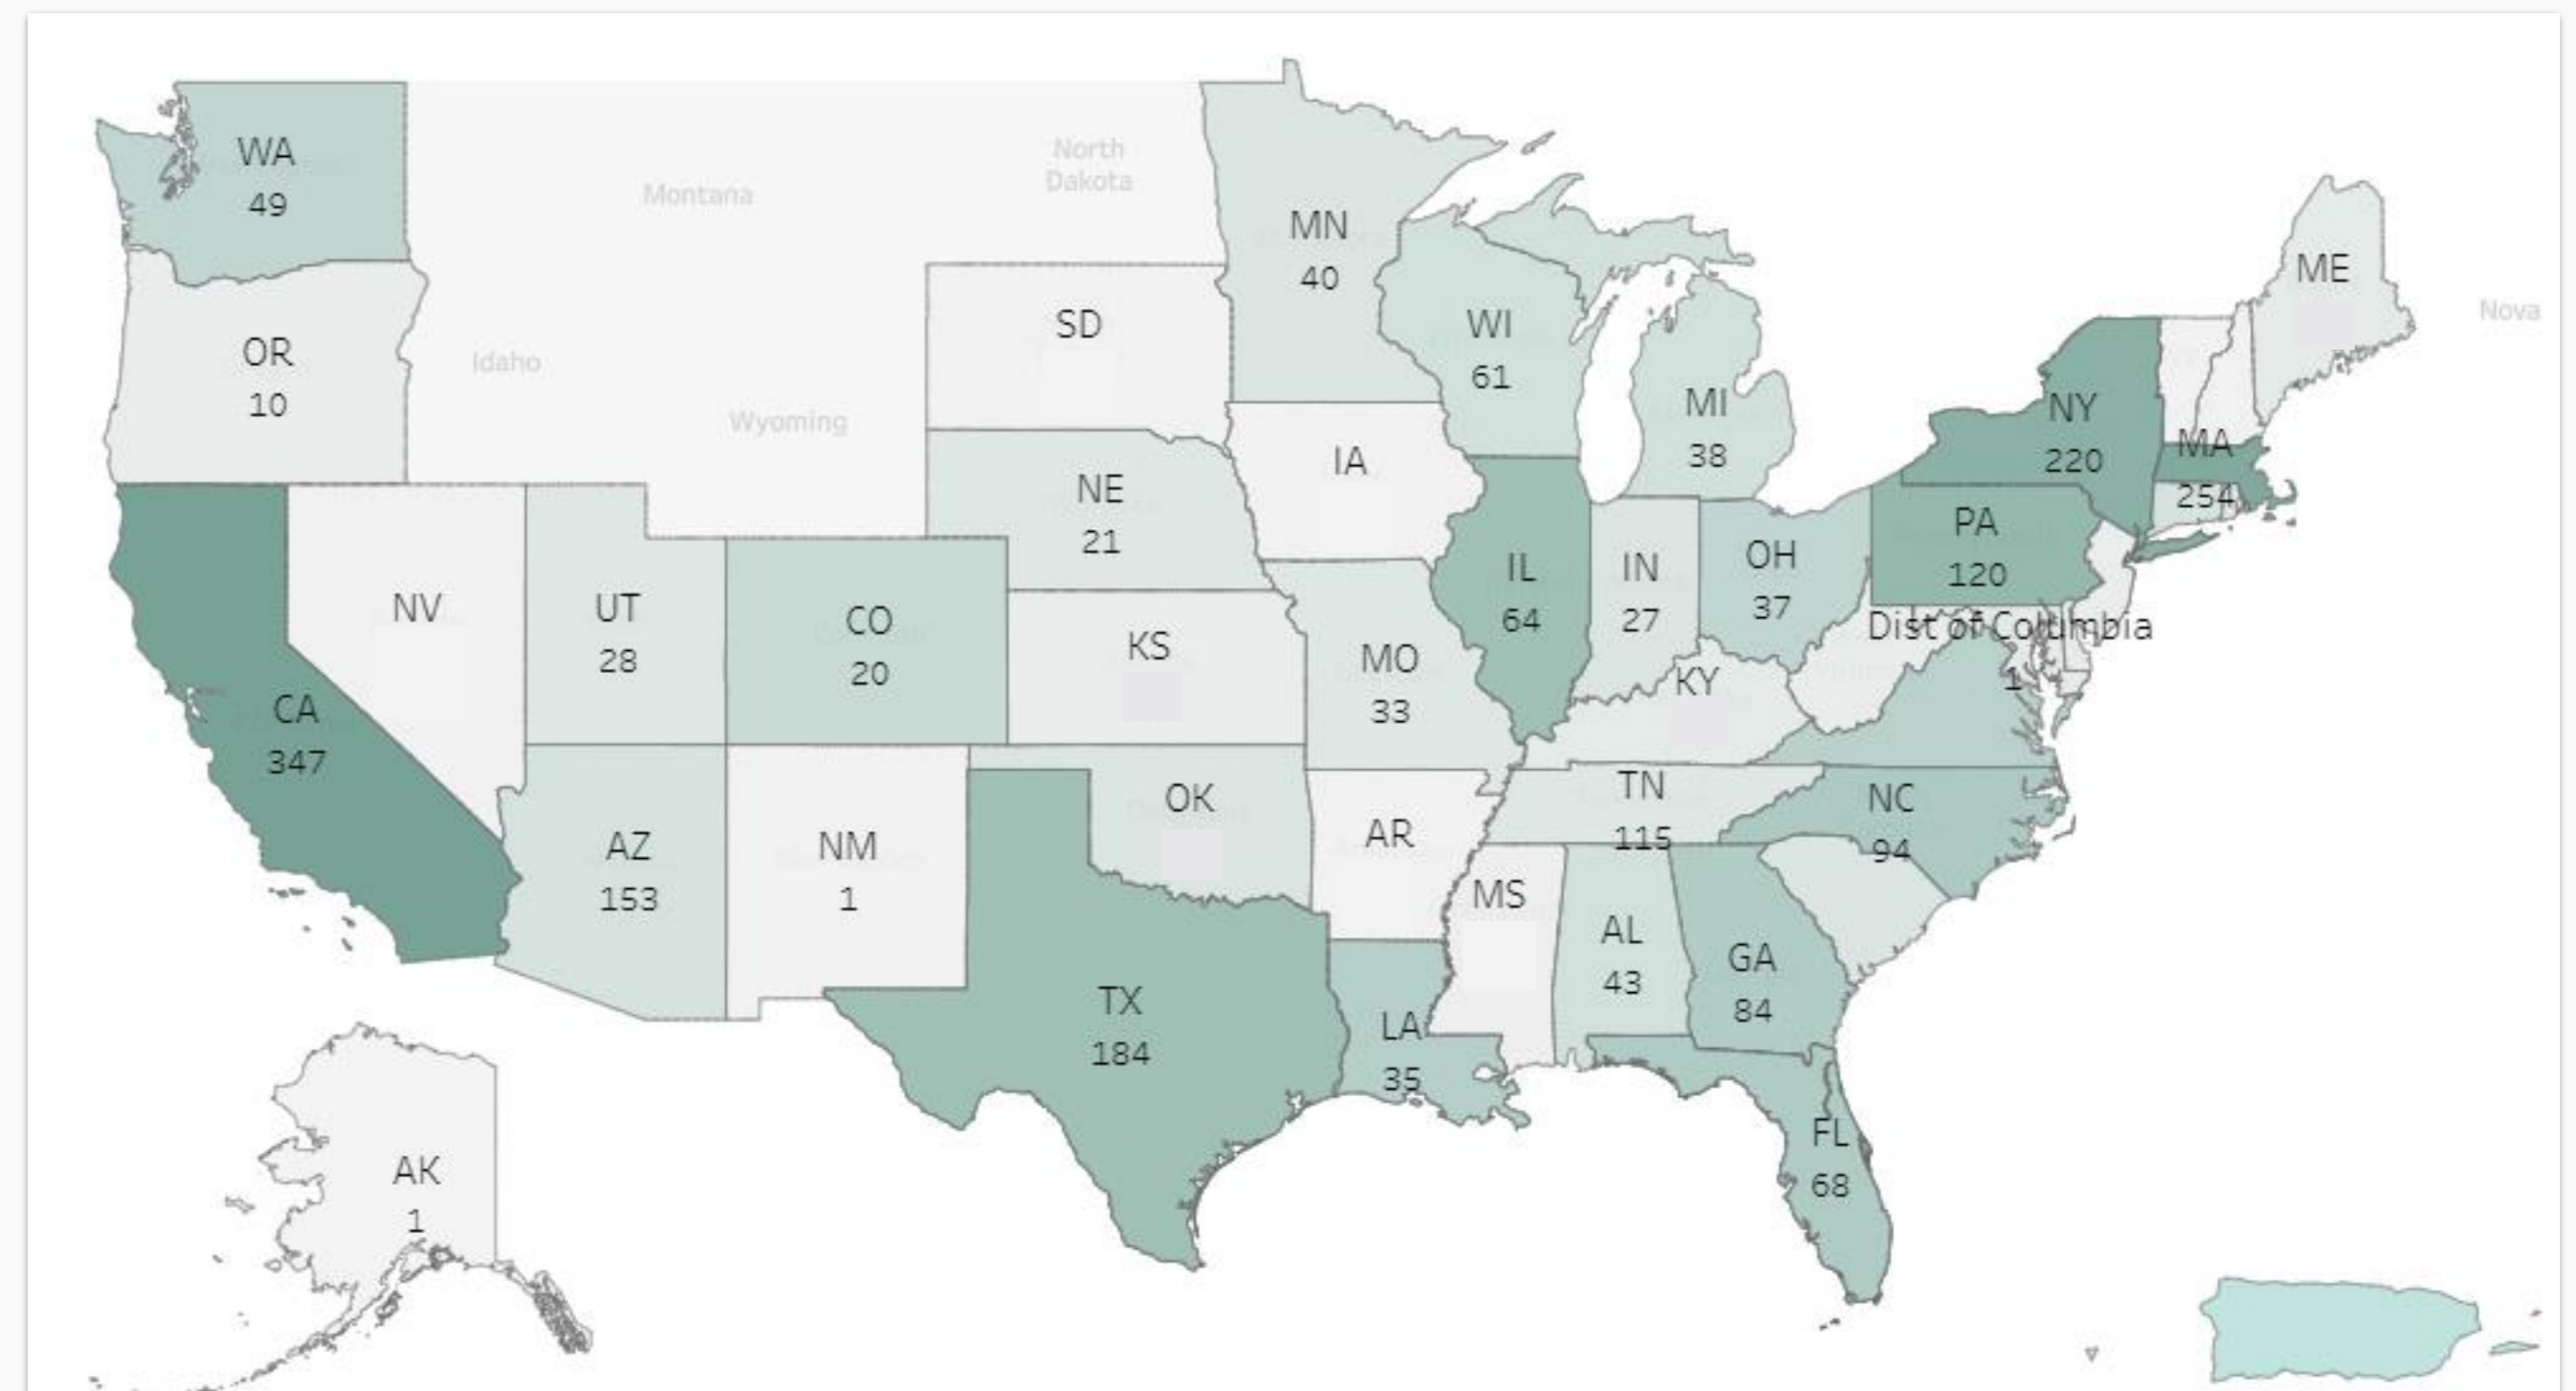 WA
49
Montana
North
Dakota
MN
40
ME
Nova
OR
10
Idaho
SD
WI
61
Wyoming
MI
38
NY
220
MA
254
IA
NE
21
PA
120
NV
UT
28
CO
20
KS
MO
33
IL
64
IN
27
OH
37
Dist of Columbia
1
KY
CA
347
AZ
153
NM
1
OK
AR
TN
115
NC
94
MS
AL
43
GA
84
TX
184
LA
35
FL
68
AK
1